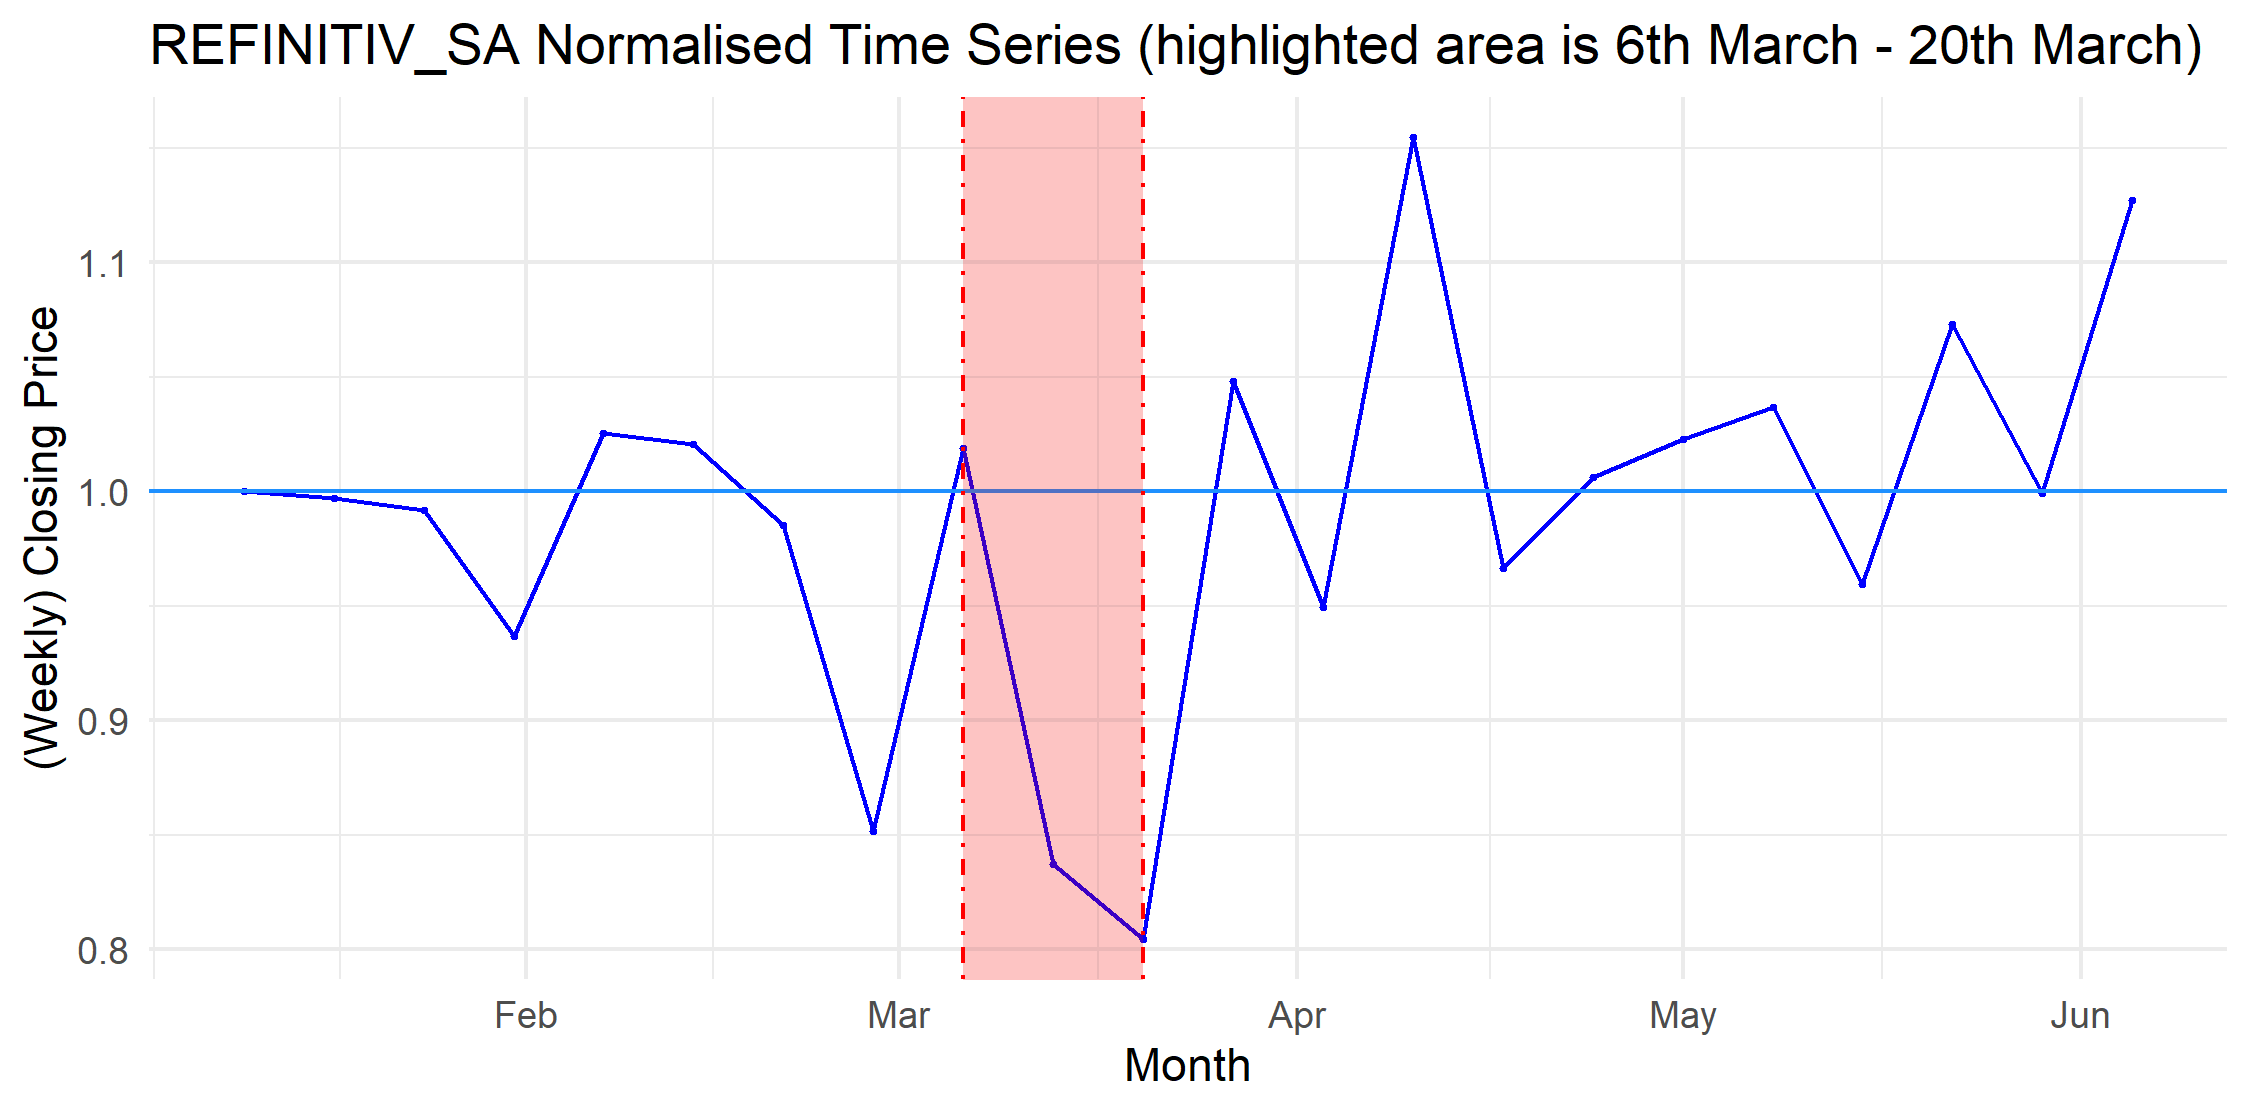 REFINITIV_SA Normalised Time Series (highlighted area is 6th March - 20th March)
(Weekly) Closing Price
1.1
1.0
0.9
0.8
Feb Mar Apr May Jun
Month